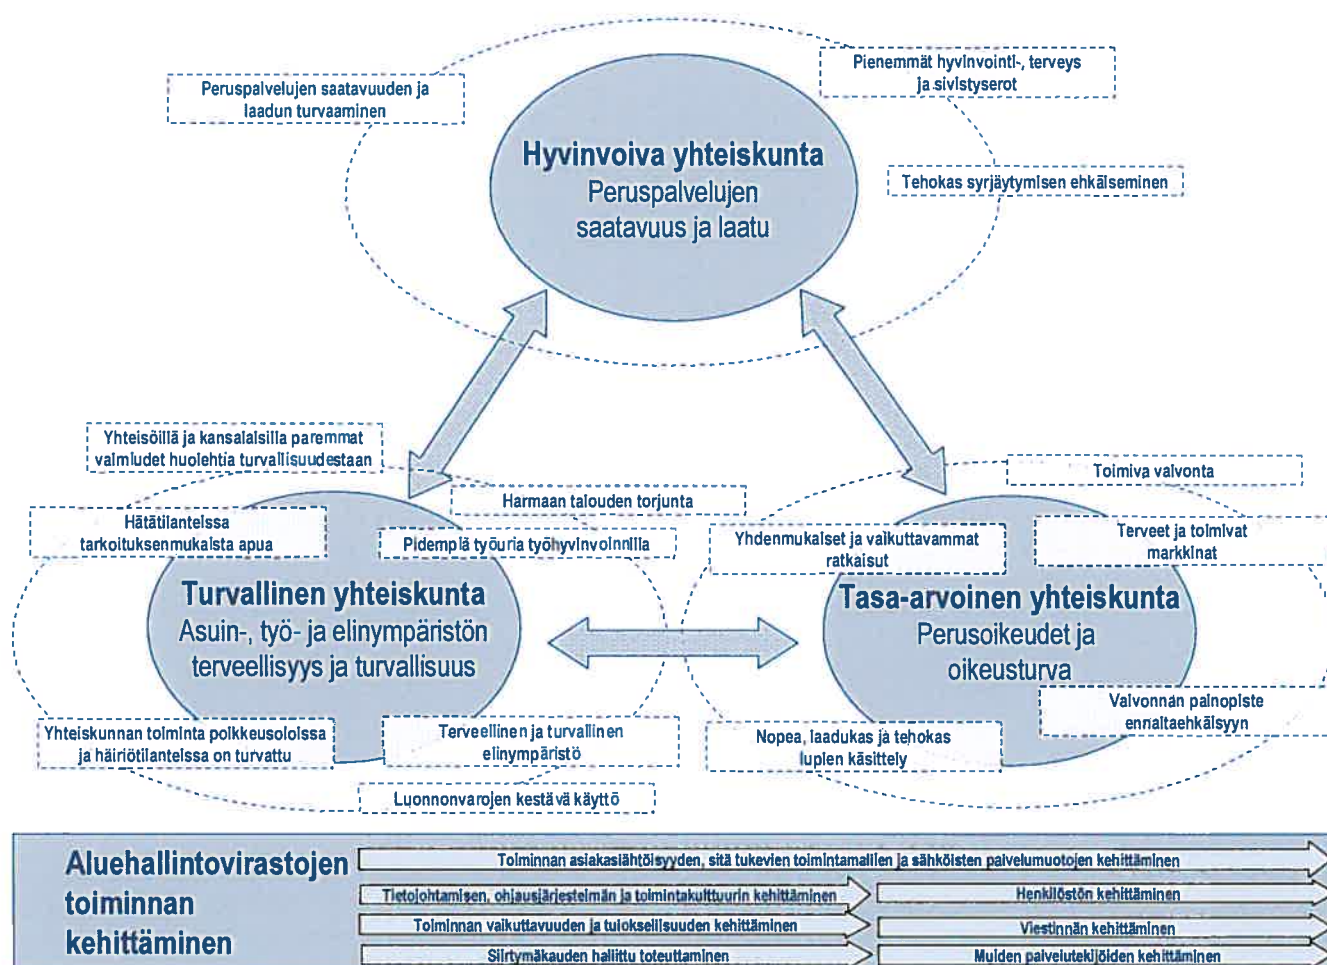 Peruspalvelujen saatavuuden ja
laadun turvaaminen
Pienemmät hyvinvointi-, terveys
ja sivistyserot
Hyvinvoiva yhteiskunta
Peruspalvelujen
saatavuus ja laatu
Tehokas syrjäytymisen ehkäiseminen
Yhteisöillä ja kansalaisilla paremmat
valmiudet huolehtia turvallisuudestaan
Harmaan talouden torjunta
Hätätilanteissa
tarkoituksenmukaista apua
Pidempiä työuria työhyvinvoinnilla
Turvallinen yhteiskunta
Asuin-, työ- ja elinympäristön
terveellisyys ja turvallisuus
Yhteiskunnan toiminta poikkeusoloissa
ja häiriötilanteissa on turvattu
Terveellinen ja turvallinen
elinympäristö
Luonnonvarojen kestävä käyttö
Toimiva valvonta
Yhdenmukaiset ja vaikuttavammat
ratkaisut
Terveet ja toimivat
markkinat
Tasa-arvoinen yhteiskunta
Perusoikeudet ja
oikeusturva
Valvonnan painopiste
ennaltaehkäisyyn
Nopea, laadukas ja tehokas
lupien käsittely
Aluehallintovirastojen
toiminnan
kehittäminen
Toiminnan asiakaslähtöisyyden, sitä tukevien toimintamallien ja sähköisten palvelumuotojen kehittäminen
Tietojohtamisen, ohjausjärjestelmän ja toimintakulttuurin kehittäminen
Henkilöstön kehittäminen
Toiminnan vaikuttavuuden ja tuloksellisuuden kehittäminen
Viestinnän kehittäminen
Siirtymäkauden hallittu toteuttaminen
Muiden palvelutekijöiden kehittäminen